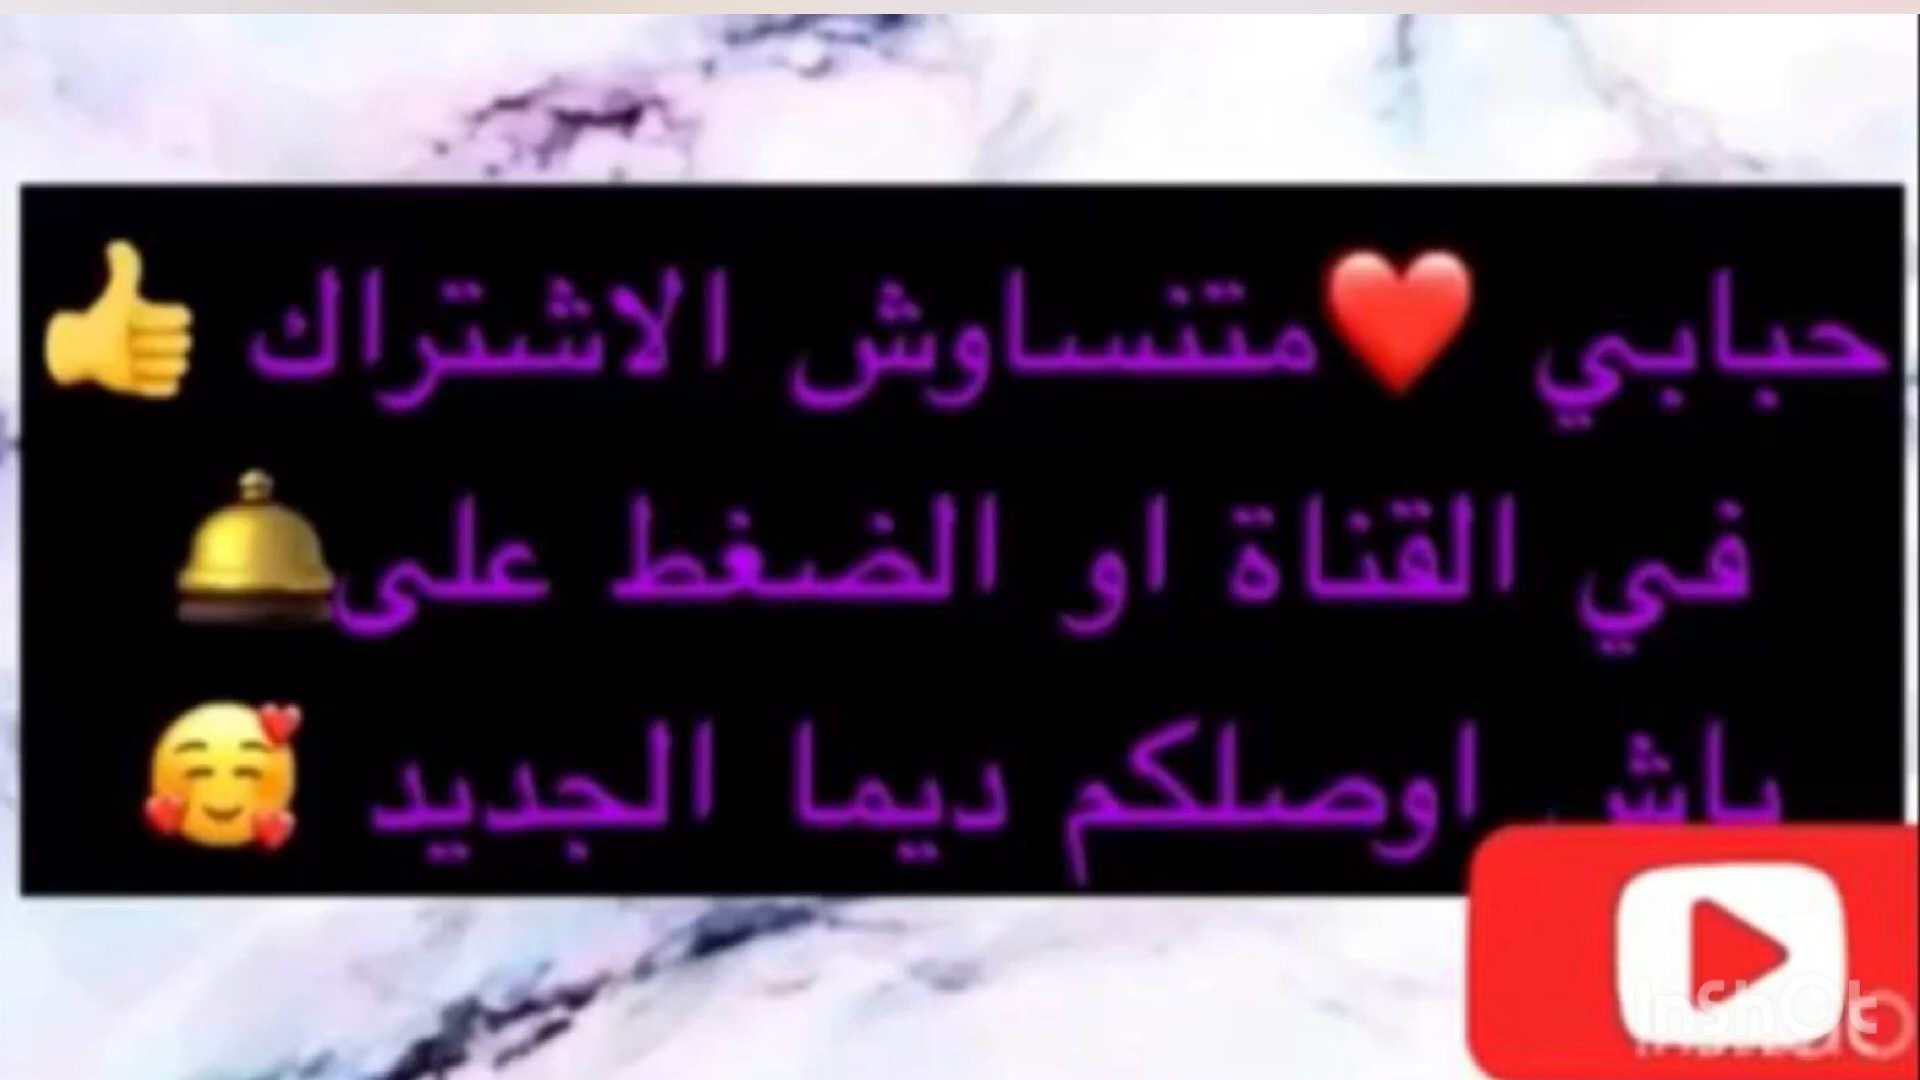 حبابي ❤️متنساوش الاشتراك 👍
في القناة او الضغط على🛎️
باش اوصلكم ديما الجديد 🥰
InShOt